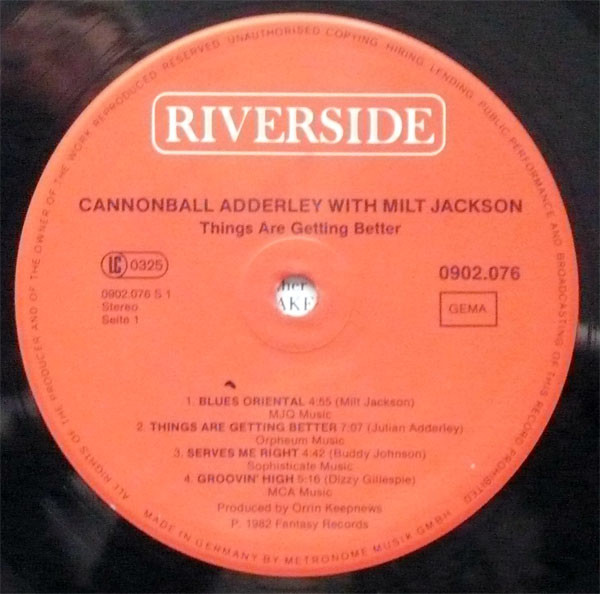 ALL RIGHTS OF THE PRODUCER AND OF THE OWNER OF THE WORK REPRODUCED RESERVED UNAUTHORISED COPYING, HIRING, LENDING, PUBLIC PERFORMANCE AND BROADCASTING OF THIS RECORD PROHIBITED
RIVERSIDE
CANNONBALL ADDERLEY WITH MILT JACKSON
Things Are Getting Better
LC 0325
0902.076
0902.076 S 1
Stereo
Seite 1
GEMA
her
AKE
1. BLUES ORIENTAL 4:55 (Milt Jackson)
MJQ Music
2. THINGS ARE GETTING BETTER 7:07 (Julian Adderley)
Orpheum Music
3. SERVES ME RIGHT 4:42 (Buddy Johnson)
Sophisticate Music
4. GROOVIN' HIGH 5:16 (Dizzy Gillespie)
MCA Music
Produced by Orrin Keepnews
P. 1982 Fantasy Records
MADE IN GERMANY BY METRONOME MUSIK GMBH